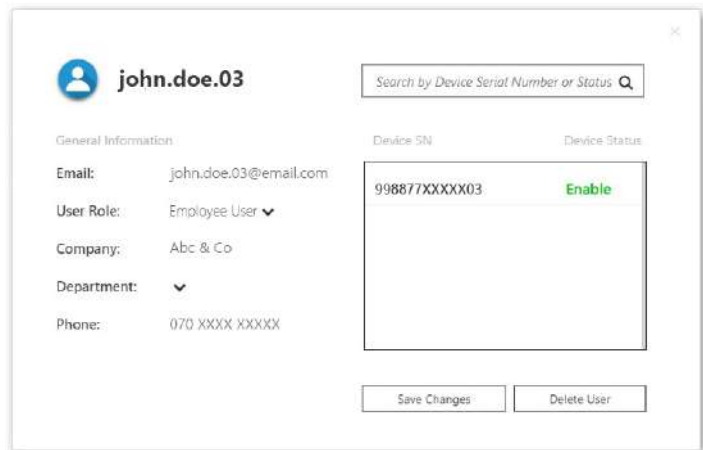 john.doe.03
Search by Device Serial Number or Status
General Information
Email: john.doe.03@email.com
User Role: Employee User
Company: Abc & Co
Department:
Phone: 070 XXXX XXXXX
Device SN Device Status
998877XXXXX03 Enable
Save Changes Delete User